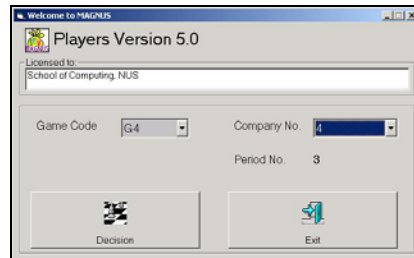 Welcome to MAGNUS
Players Version 5.0
Licensed to:
School of Computing, NUS
Game Code G4 Company No. 4
Period No. 3
Decision Exit